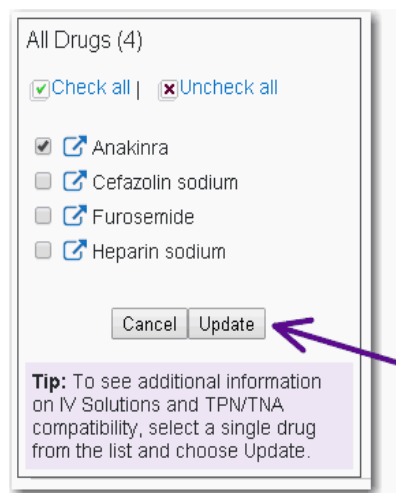 All Drugs (4)
Check all | Uncheck all
Anakinra
Cefazolin sodium
Furosemide
Heparin sodium
Cancel Update
Tip: To see additional information
on IV Solutions and TPN/TNA
compatibility, select a single drug
from the list and choose Update.